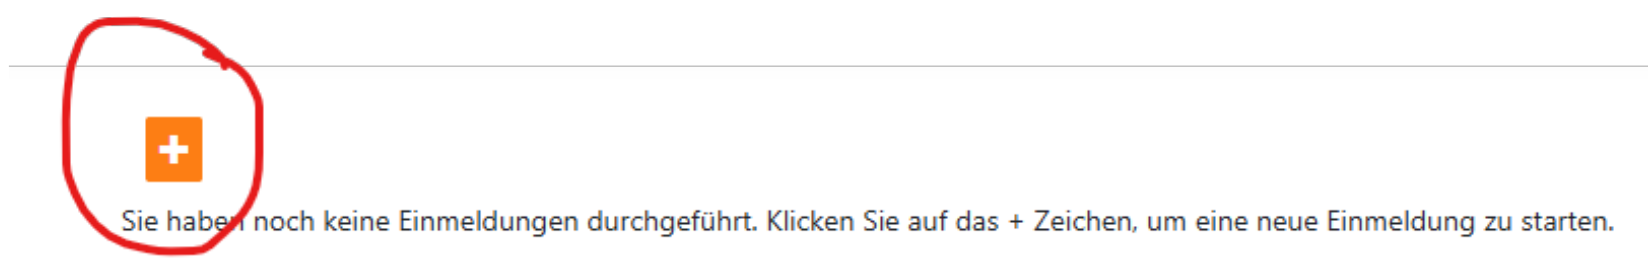 Sie haben noch keine Einmeldungen durchgeführt. Klicken Sie auf das + Zeichen, um eine neue Einmeldung zu starten.